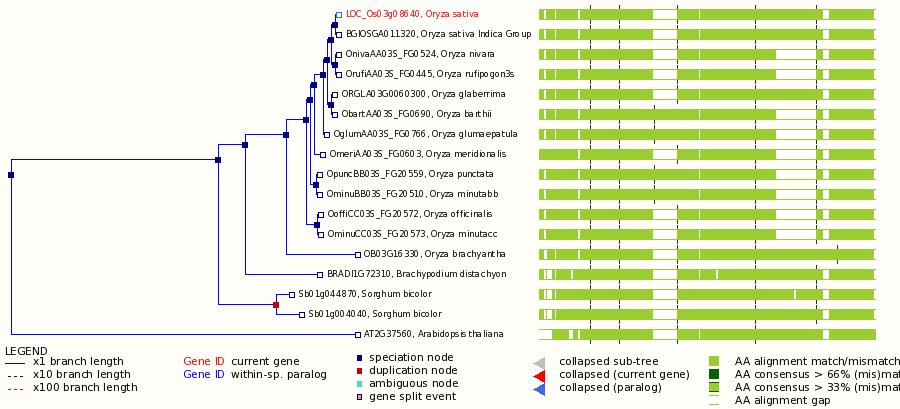 LOC_Os03g08640, Oryza sativa
BGIOSGA011320, Oryza sativa Indica Group
OnivaAA03S_FG0524, Oryza nivara
OrufiAA03S_FG0445, Oryza rufipogon3s
ORGLA03G0060300, Oryza glaberrima
ObartAA03S_FG0690, Oryza barthii
OglumAA03S_FG0766, Oryza glumaepatula
OmeriAA03S_FG0603, Oryza meridionalis
OpuncBB03S_FG20559, Oryza punctata
OminuBB03S_FG20510, Oryza minutabb
OoffiCC03S_FG20572, Oryza officinalis
OminuCC03S_FG20573, Oryza minutacc
OB03G16330, Oryza brachyantha
BRADI1G72310, Brachypodium distachyon
Sb01g044870, Sorghum bicolor
Sb01g004040, Sorghum bicolor
AT2G37560, Arabidopsis thaliana
LEGEND
x1 branch length
x10 branch length
x100 branch length
Gene ID current gene
Gene ID within-sp. paralog
speciation node
duplication node
ambiguous node
gene split event
collapsed sub-tree
collapsed (current gene)
collapsed (paralog)
AA alignment match/mismatch
AA consensus > 66% (mis)mat
AA consensus > 33% (mis)mat
AA alignment gap